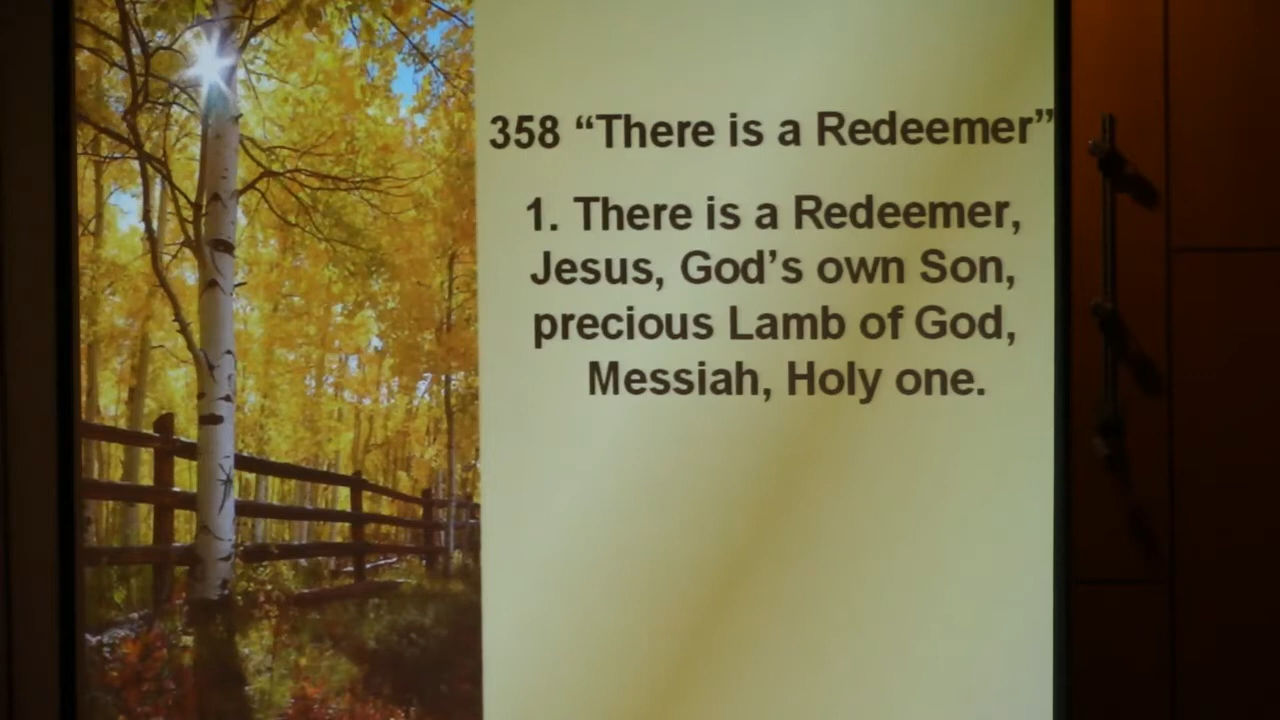 358 “There is a Redeemer”
1. There is a Redeemer,
Jesus, God’s own Son,
precious Lamb of God,
Messiah, Holy one.